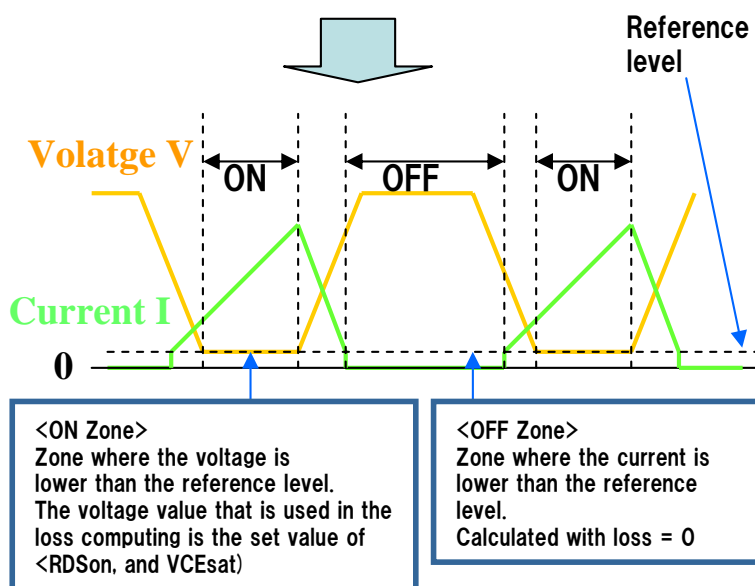 Reference
level
Volatge V
ON
OFF
ON
Current I
0
<ON Zone>
Zone where the voltage is
lower than the reference level.
The voltage value that is used in the
loss computing is the set value of
<RDSon, and VCEsat)
<OFF Zone>
Zone where the current is
lower than the reference
level.
Calculated with loss = 0